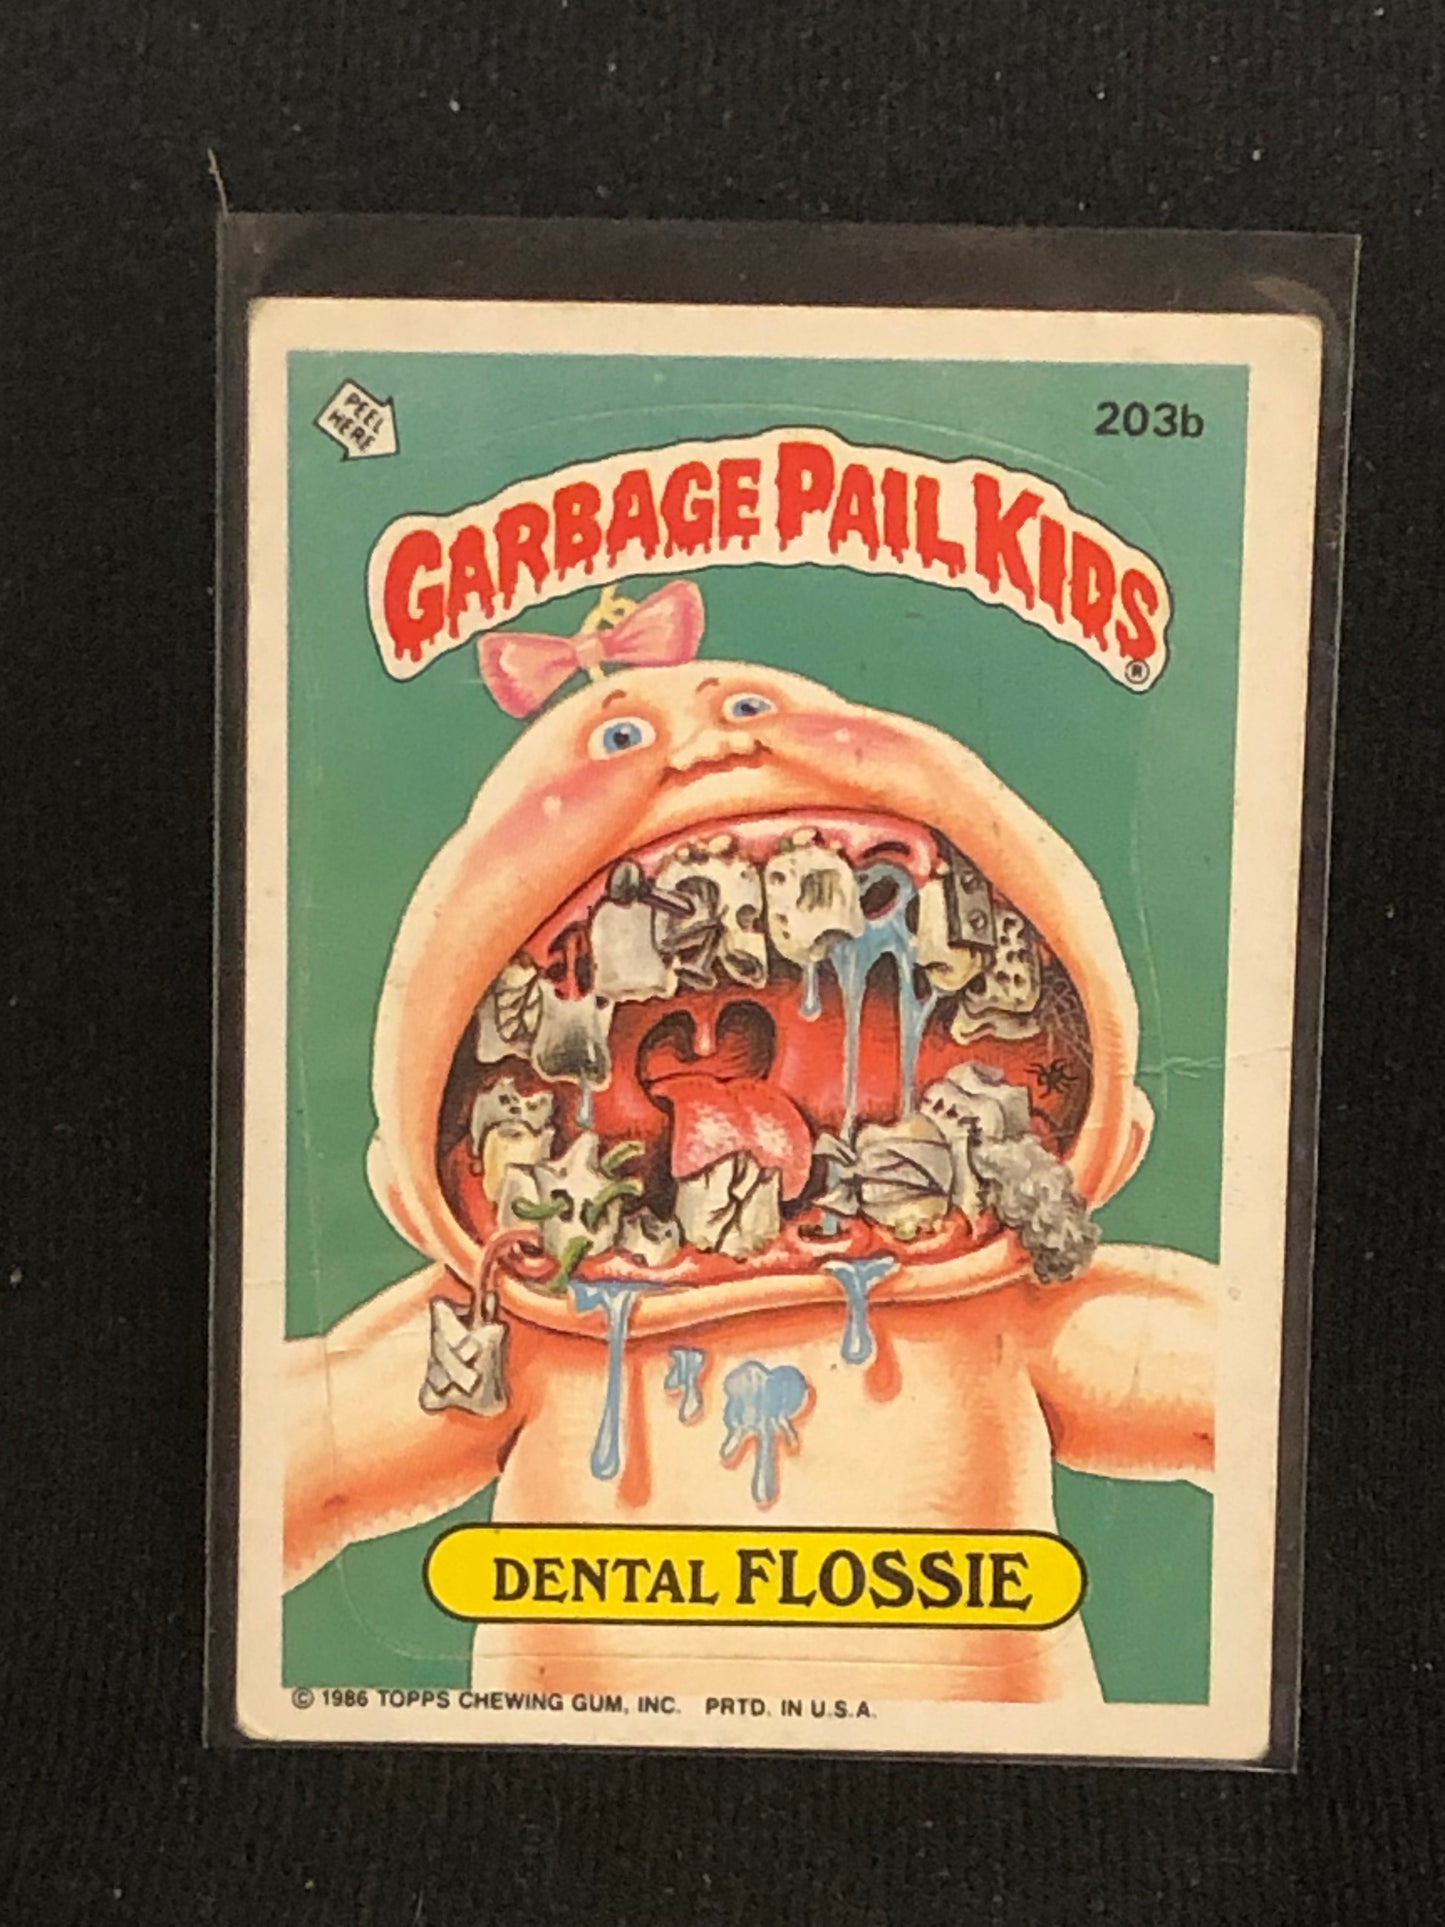 PEEL
HERE
203b
GARBAGE PAIL KIDS
®
DENTAL FLOSSIE
© 1986 TOPPS CHEWING GUM, INC. PRTD. IN U.S.A.